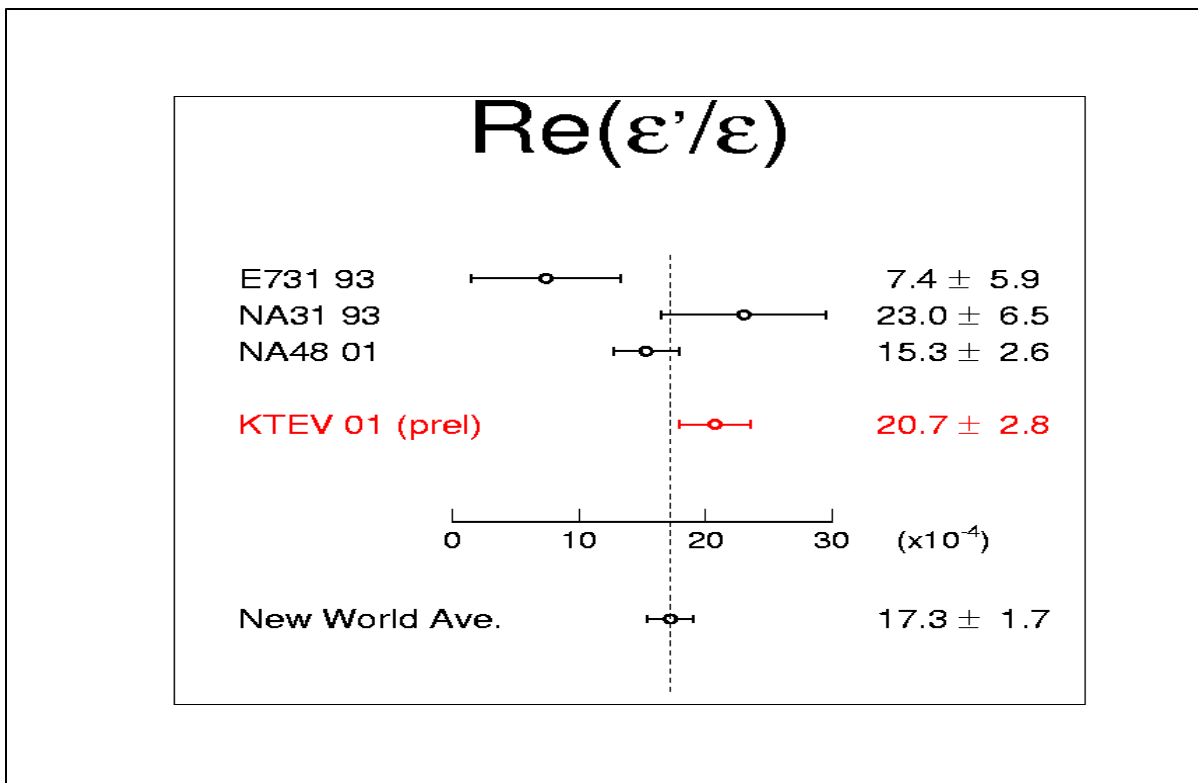 Re(ε’/ε)
E731 93 7.4 ± 5.9
NA31 93 23.0 ± 6.5
NA48 01 15.3 ± 2.6
KTEV 01 (prel) 20.7 ± 2.8
0 10 20 30 (x10⁻⁴)
New World Ave. 17.3 ± 1.7